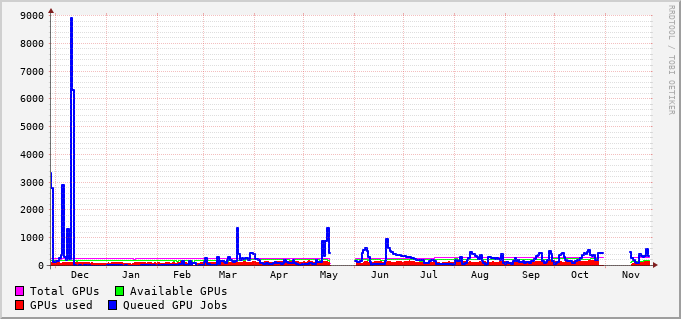 9000
8000
7000
6000
5000
4000
3000
2000
1000
0
Dec Jan Feb Mar Apr May Jun Jul Aug Sep Oct Nov
Total GPUs Available GPUs
GPUs used Queued GPU Jobs
RRDTOOL / TOBI OETIKER